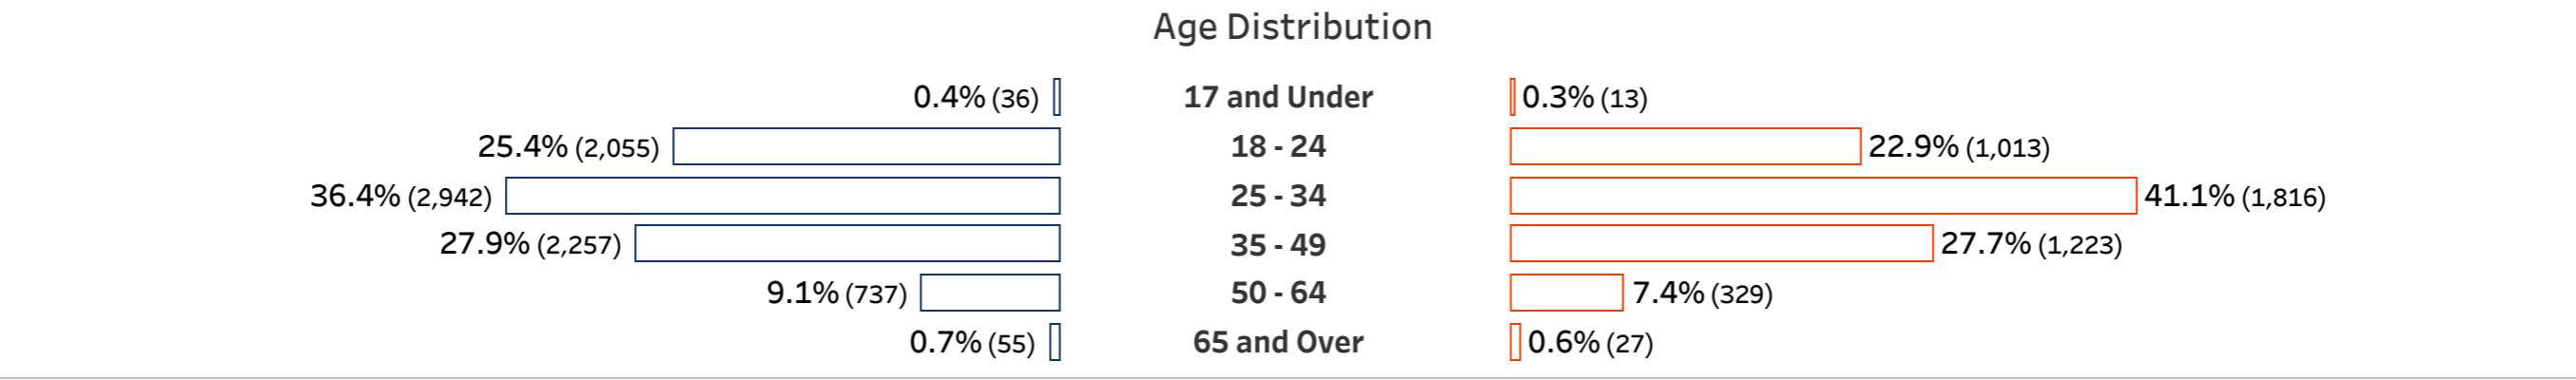 Age Distribution
0.4% (36) 17 and Under 0.3% (13)
25.4% (2,055) 18 - 24 22.9% (1,013)
36.4% (2,942) 25 - 34 41.1% (1,816)
27.9% (2,257) 35 - 49 27.7% (1,223)
9.1% (737) 50 - 64 7.4% (329)
0.7% (55) 65 and Over 0.6% (27)